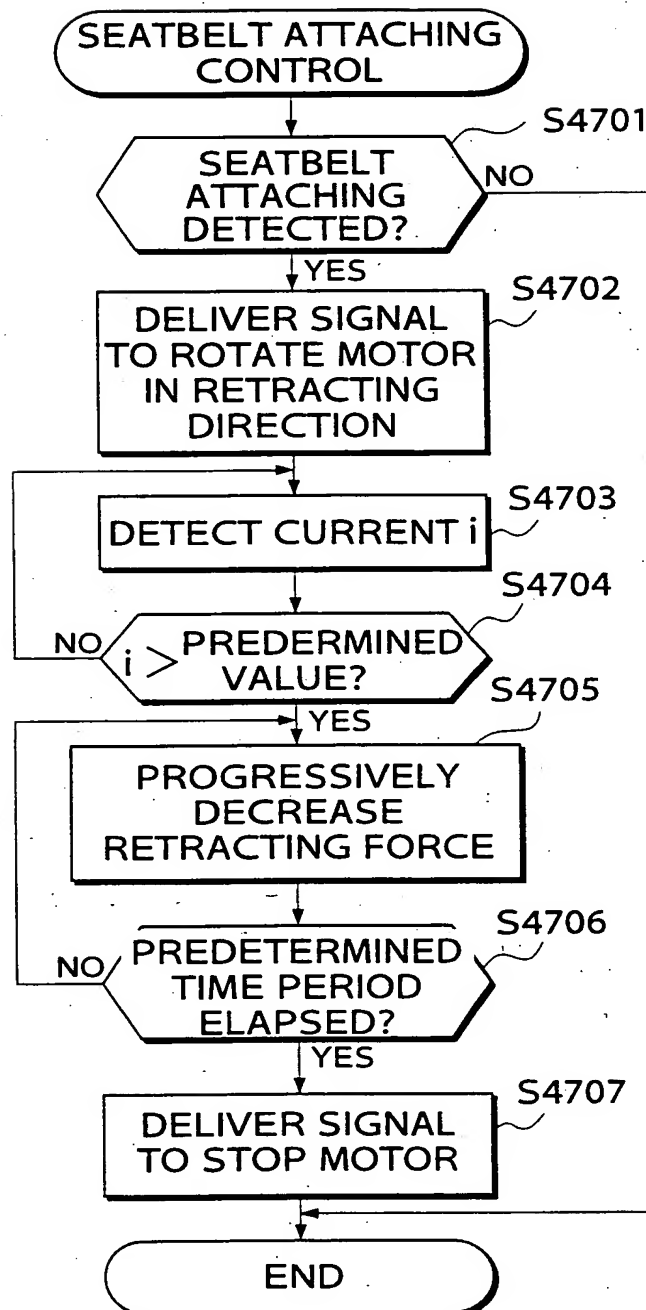 SEATBELT ATTACHING
CONTROL
S4701
SEATBELT
ATTACHING
DETECTED?
NO
YES
S4702
DELIVER SIGNAL
TO ROTATE MOTOR
IN RETRACTING
DIRECTION
S4703
DETECT CURRENT i
S4704
NO
i > PREDERMINED
VALUE?
YES
S4705
PROGRESSIVELY
DECREASE
RETRACTING FORCE
S4706
NO
PREDETERMINED
TIME PERIOD
ELAPSED?
YES
S4707
DELIVER SIGNAL
TO STOP MOTOR
END